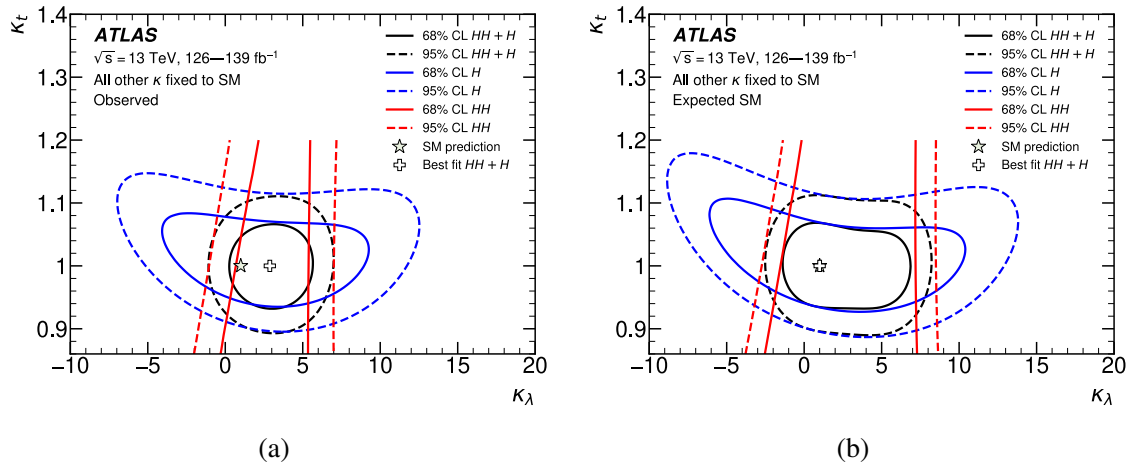 κt
1.4
1.3
1.2
1.1
1
0.9
ATLAS
√s = 13 TeV, 126—139 fb⁻¹
All other κ fixed to SM
Observed
68% CL HH + H
95% CL HH + H
68% CL H
95% CL H
68% CL HH
95% CL HH
SM prediction
Best fit HH + H
−10 −5 0 5 10 15 20
κλ
(a)
κt
1.4
1.3
1.2
1.1
1
0.9
ATLAS
√s = 13 TeV, 126—139 fb⁻¹
All other κ fixed to SM
Expected SM
68% CL HH + H
95% CL HH + H
68% CL H
95% CL H
68% CL HH
95% CL HH
SM prediction
Best fit HH + H
−10 −5 0 5 10 15 20
κλ
(b)